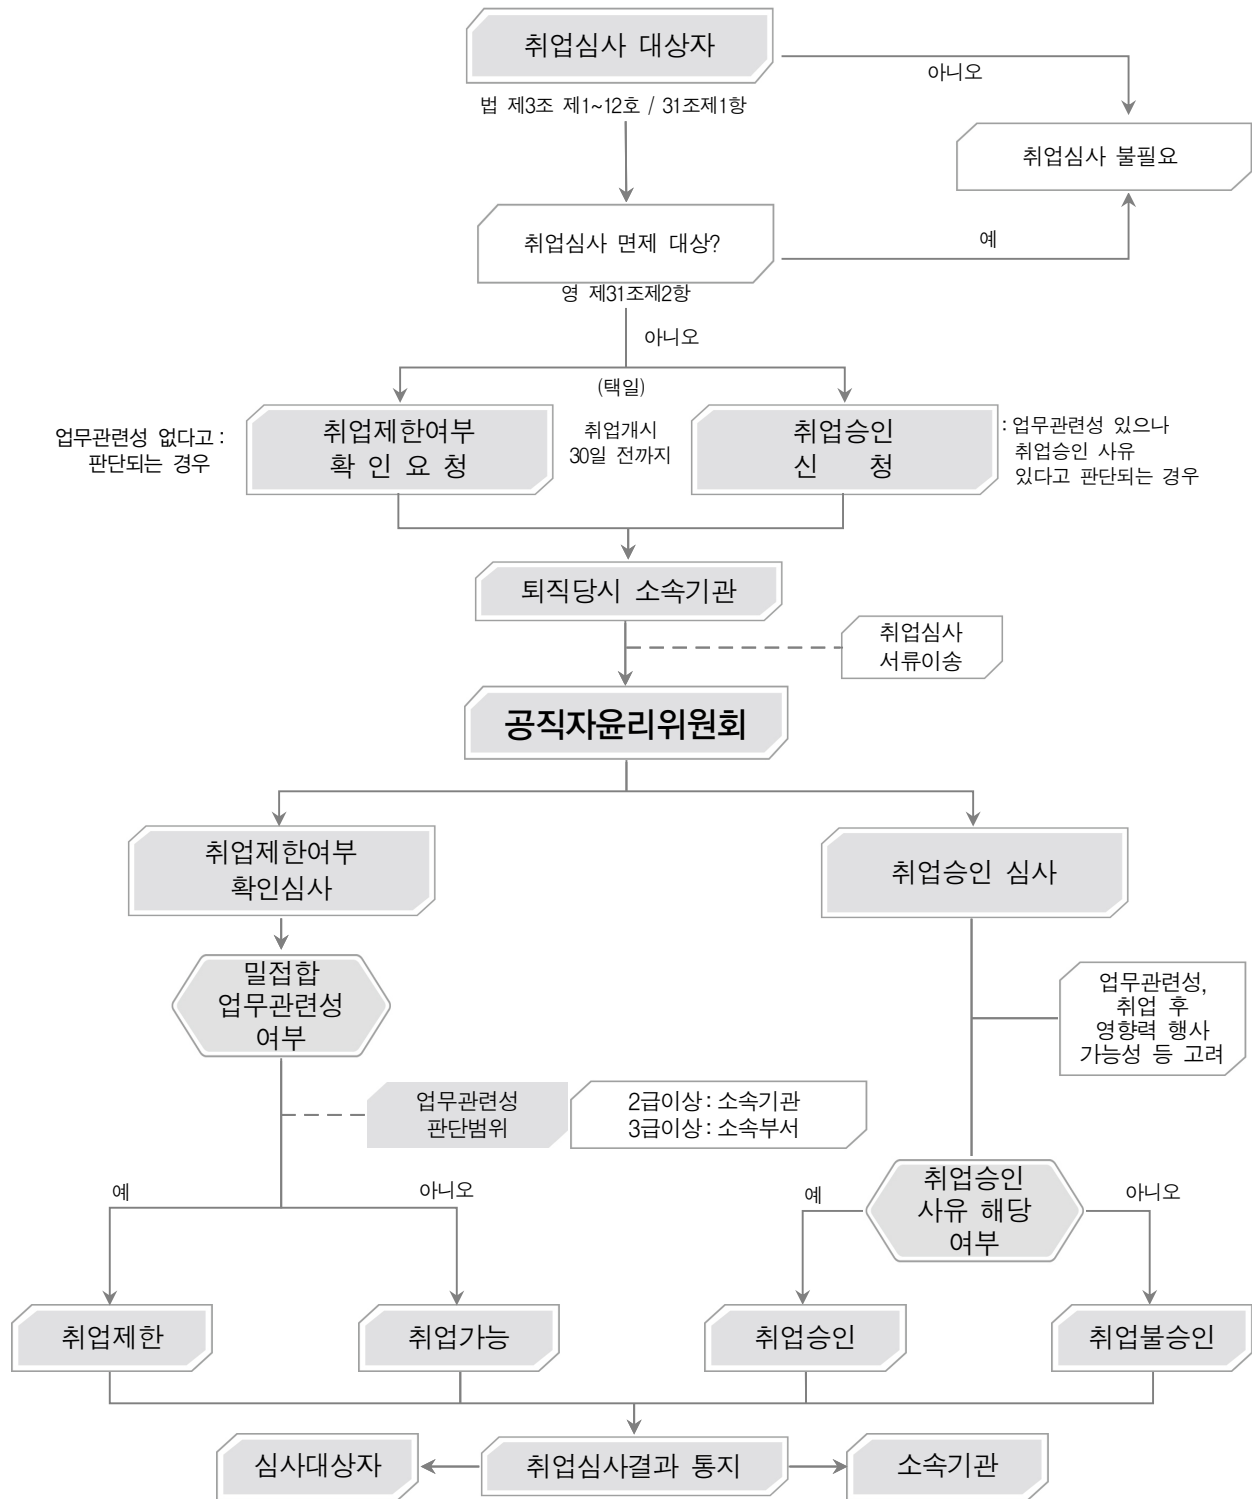 취업심사 대상자
아니오
법 제3조 제1~12호 / 31조제1항
취업심사 불필요
취업심사 면제 대상?
예
영 제31조제2항
아니오
(택일)
업무관련성 없다고 :
판단되는 경우
취업제한여부
확 인 요 청
취업개시
30일 전까지
취업승인
신 청
: 업무관련성 있으나
취업승인 사유
있다고 판단되는 경우
퇴직당시 소속기관
취업심사
서류이송
공직자윤리위원회
취업제한여부
확인심사
취업승인 심사
밀접합
업무관련성
여부
업무관련성,
취업 후
영향력 행사
가능성 등 고려
업무관련성
판단범위
2급이상 : 소속기관
3급이상 : 소속부서
예
아니오
취업승인
사유 해당
여부
예
아니오
취업제한
취업가능
취업승인
취업불승인
심사대상자
취업심사결과 통지
소속기관